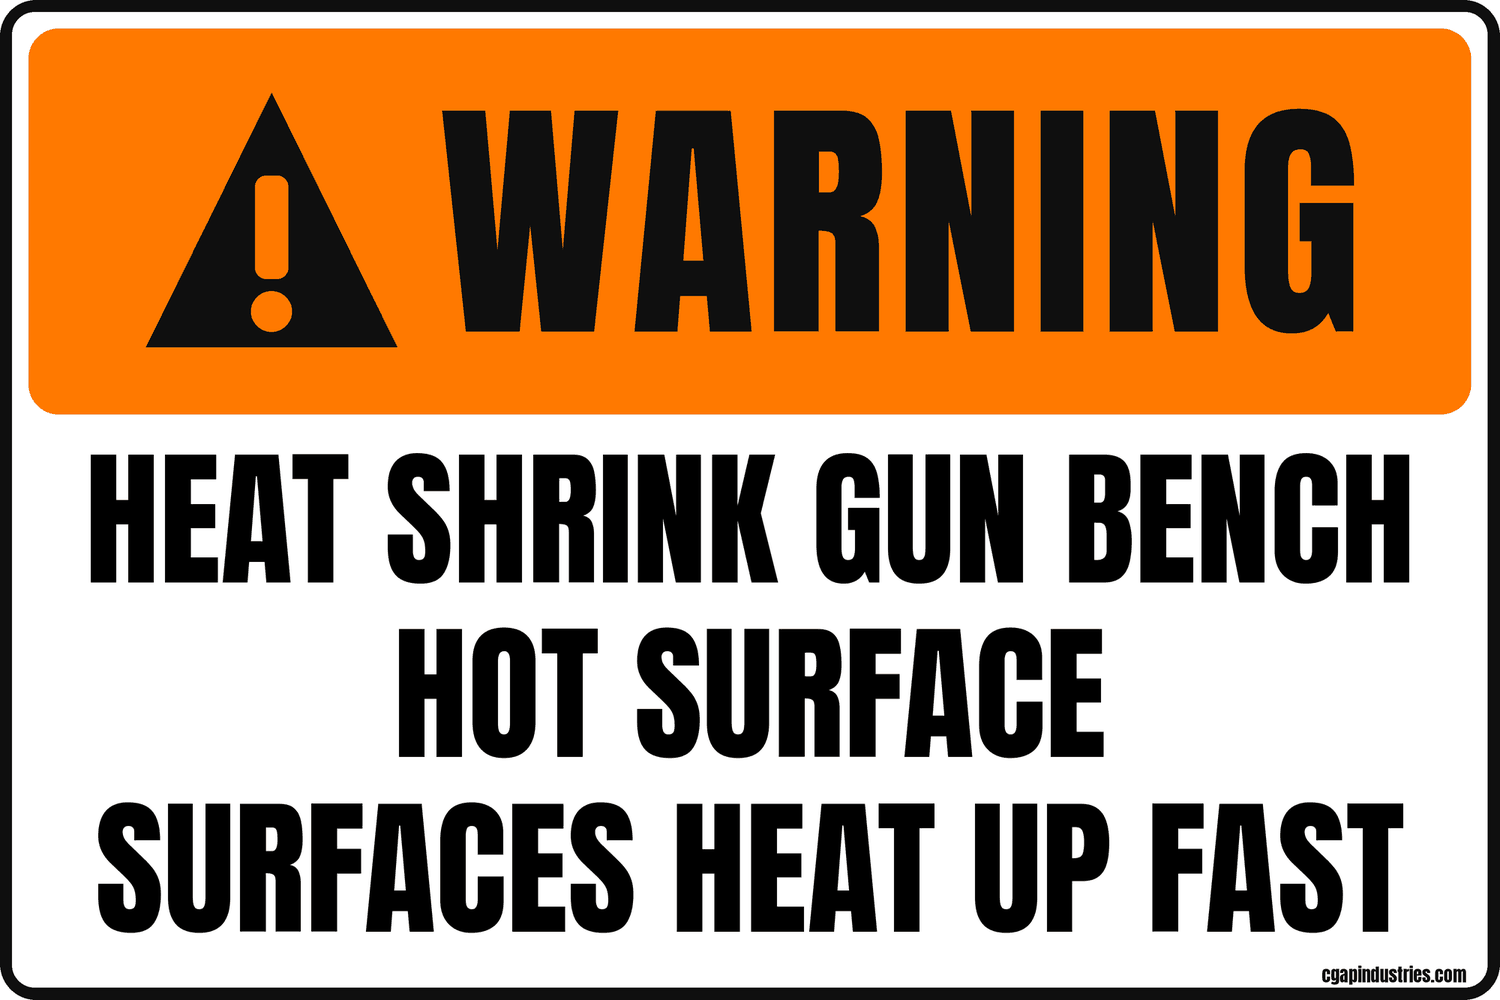 WARNING
HEAT SHRINK GUN BENCH
HOT SURFACE
SURFACES HEAT UP FAST
cgapindustries.com